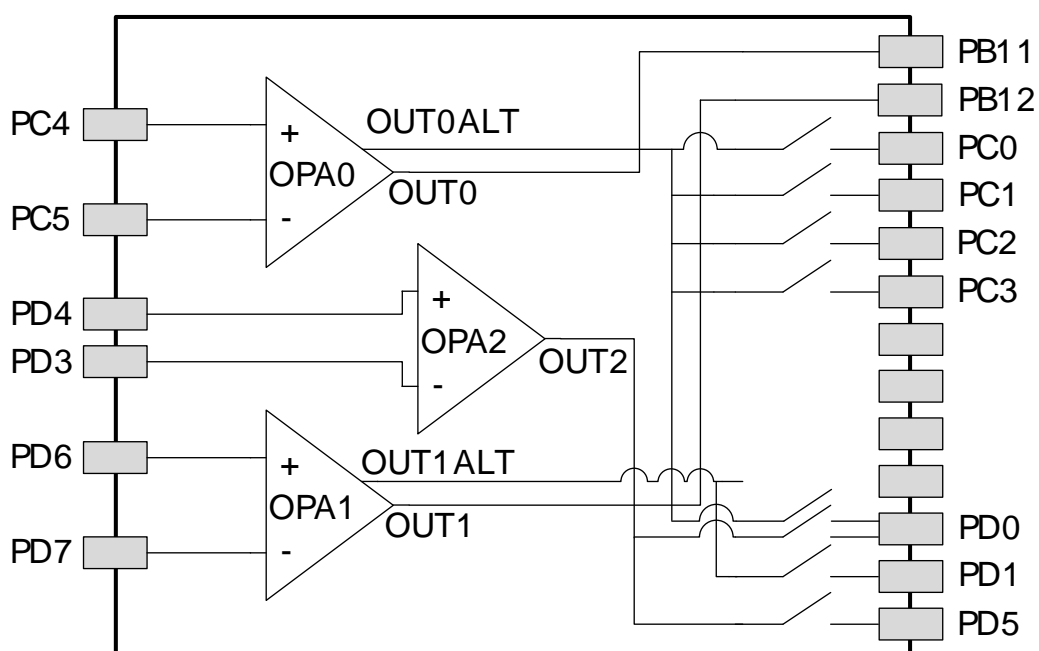 PB11
PC4
+
OUT0ALT
PB12
OPA0
PC0
OUT0
PC1
PC5
-
PC2
PC3
PD4
+
OPA2
PD3
OUT2
-
PD6
+
OUT1ALT
OPA1
OUT1
PD0
PD7
-
PD1
PD5